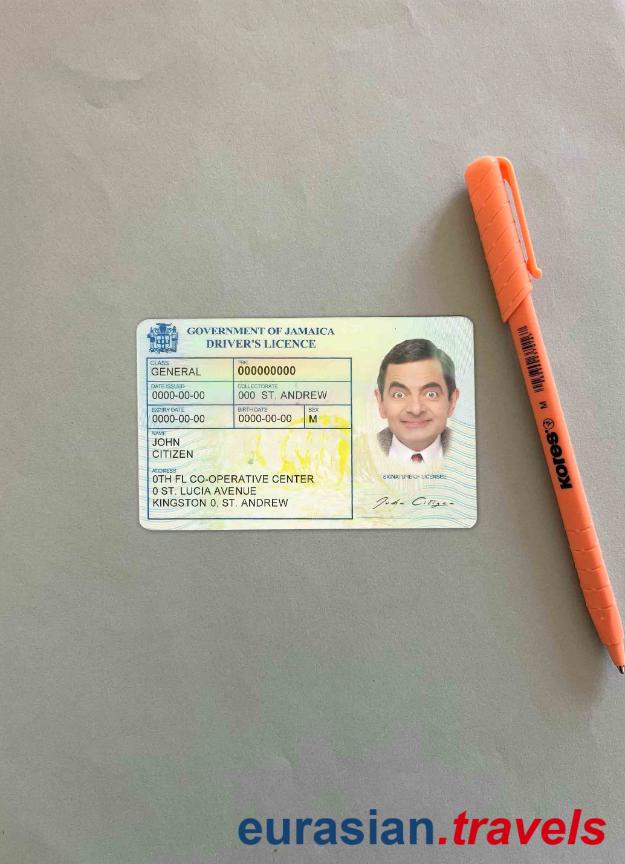 GOVERNMENT OF JAMAICA
DRIVER'S LICENCE
CLASS TRN
GENERAL 000000000
DATE ISSUED COLLECTORATE
0000-00-00 000 ST. ANDREW
EXPIRY DATE BIRTH DATE SEX
0000-00-00 0000-00-00 M
NAME
JOHN
CITIZEN
ADDRESS
0TH FL CO-OPERATIVE CENTER
0 ST. LUCIA AVENUE
KINGSTON 0, ST. ANDREW
SIGNATURE OF LICENSEE
John Citizen
M
Kores
eurasian.travels